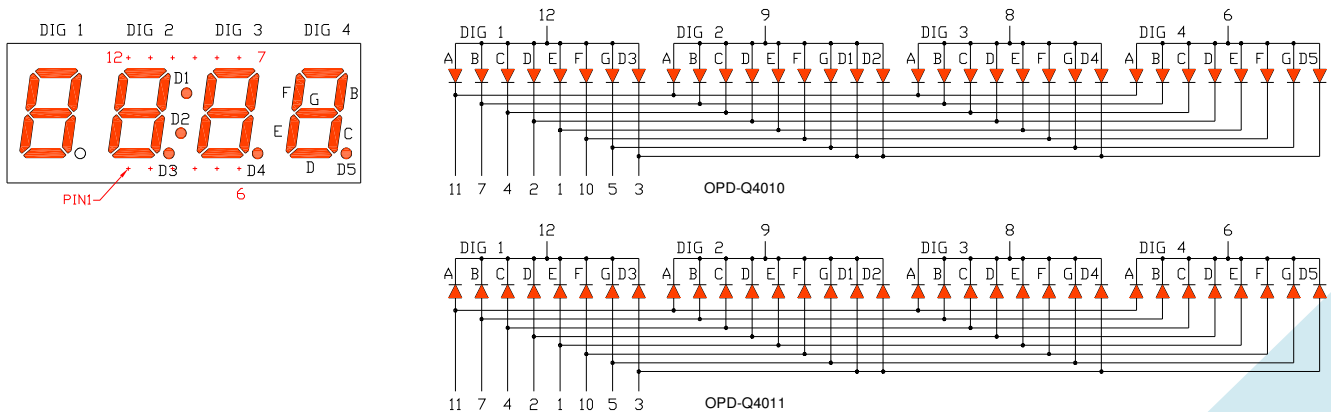 DIG 1 DIG 2 DIG 3 DIG 4
12 7
D1
F G B
D2
E C
D3 D4 D D5
PIN1 6
12 9 8 6
DIG 1 DIG 2 DIG 3 DIG 4
A B C D E F G D3 A B C D E F G D1 D2 A B C D E F G D4 A B C D E F G D5
11 7 4 2 1 10 5 3 OPD-Q4010
12 9 8 6
DIG 1 DIG 2 DIG 3 DIG 4
A B C D E F G D3 A B C D E F G D1 D2 A B C D E F G D4 A B C D E F G D5
11 7 4 2 1 10 5 3 OPD-Q4011